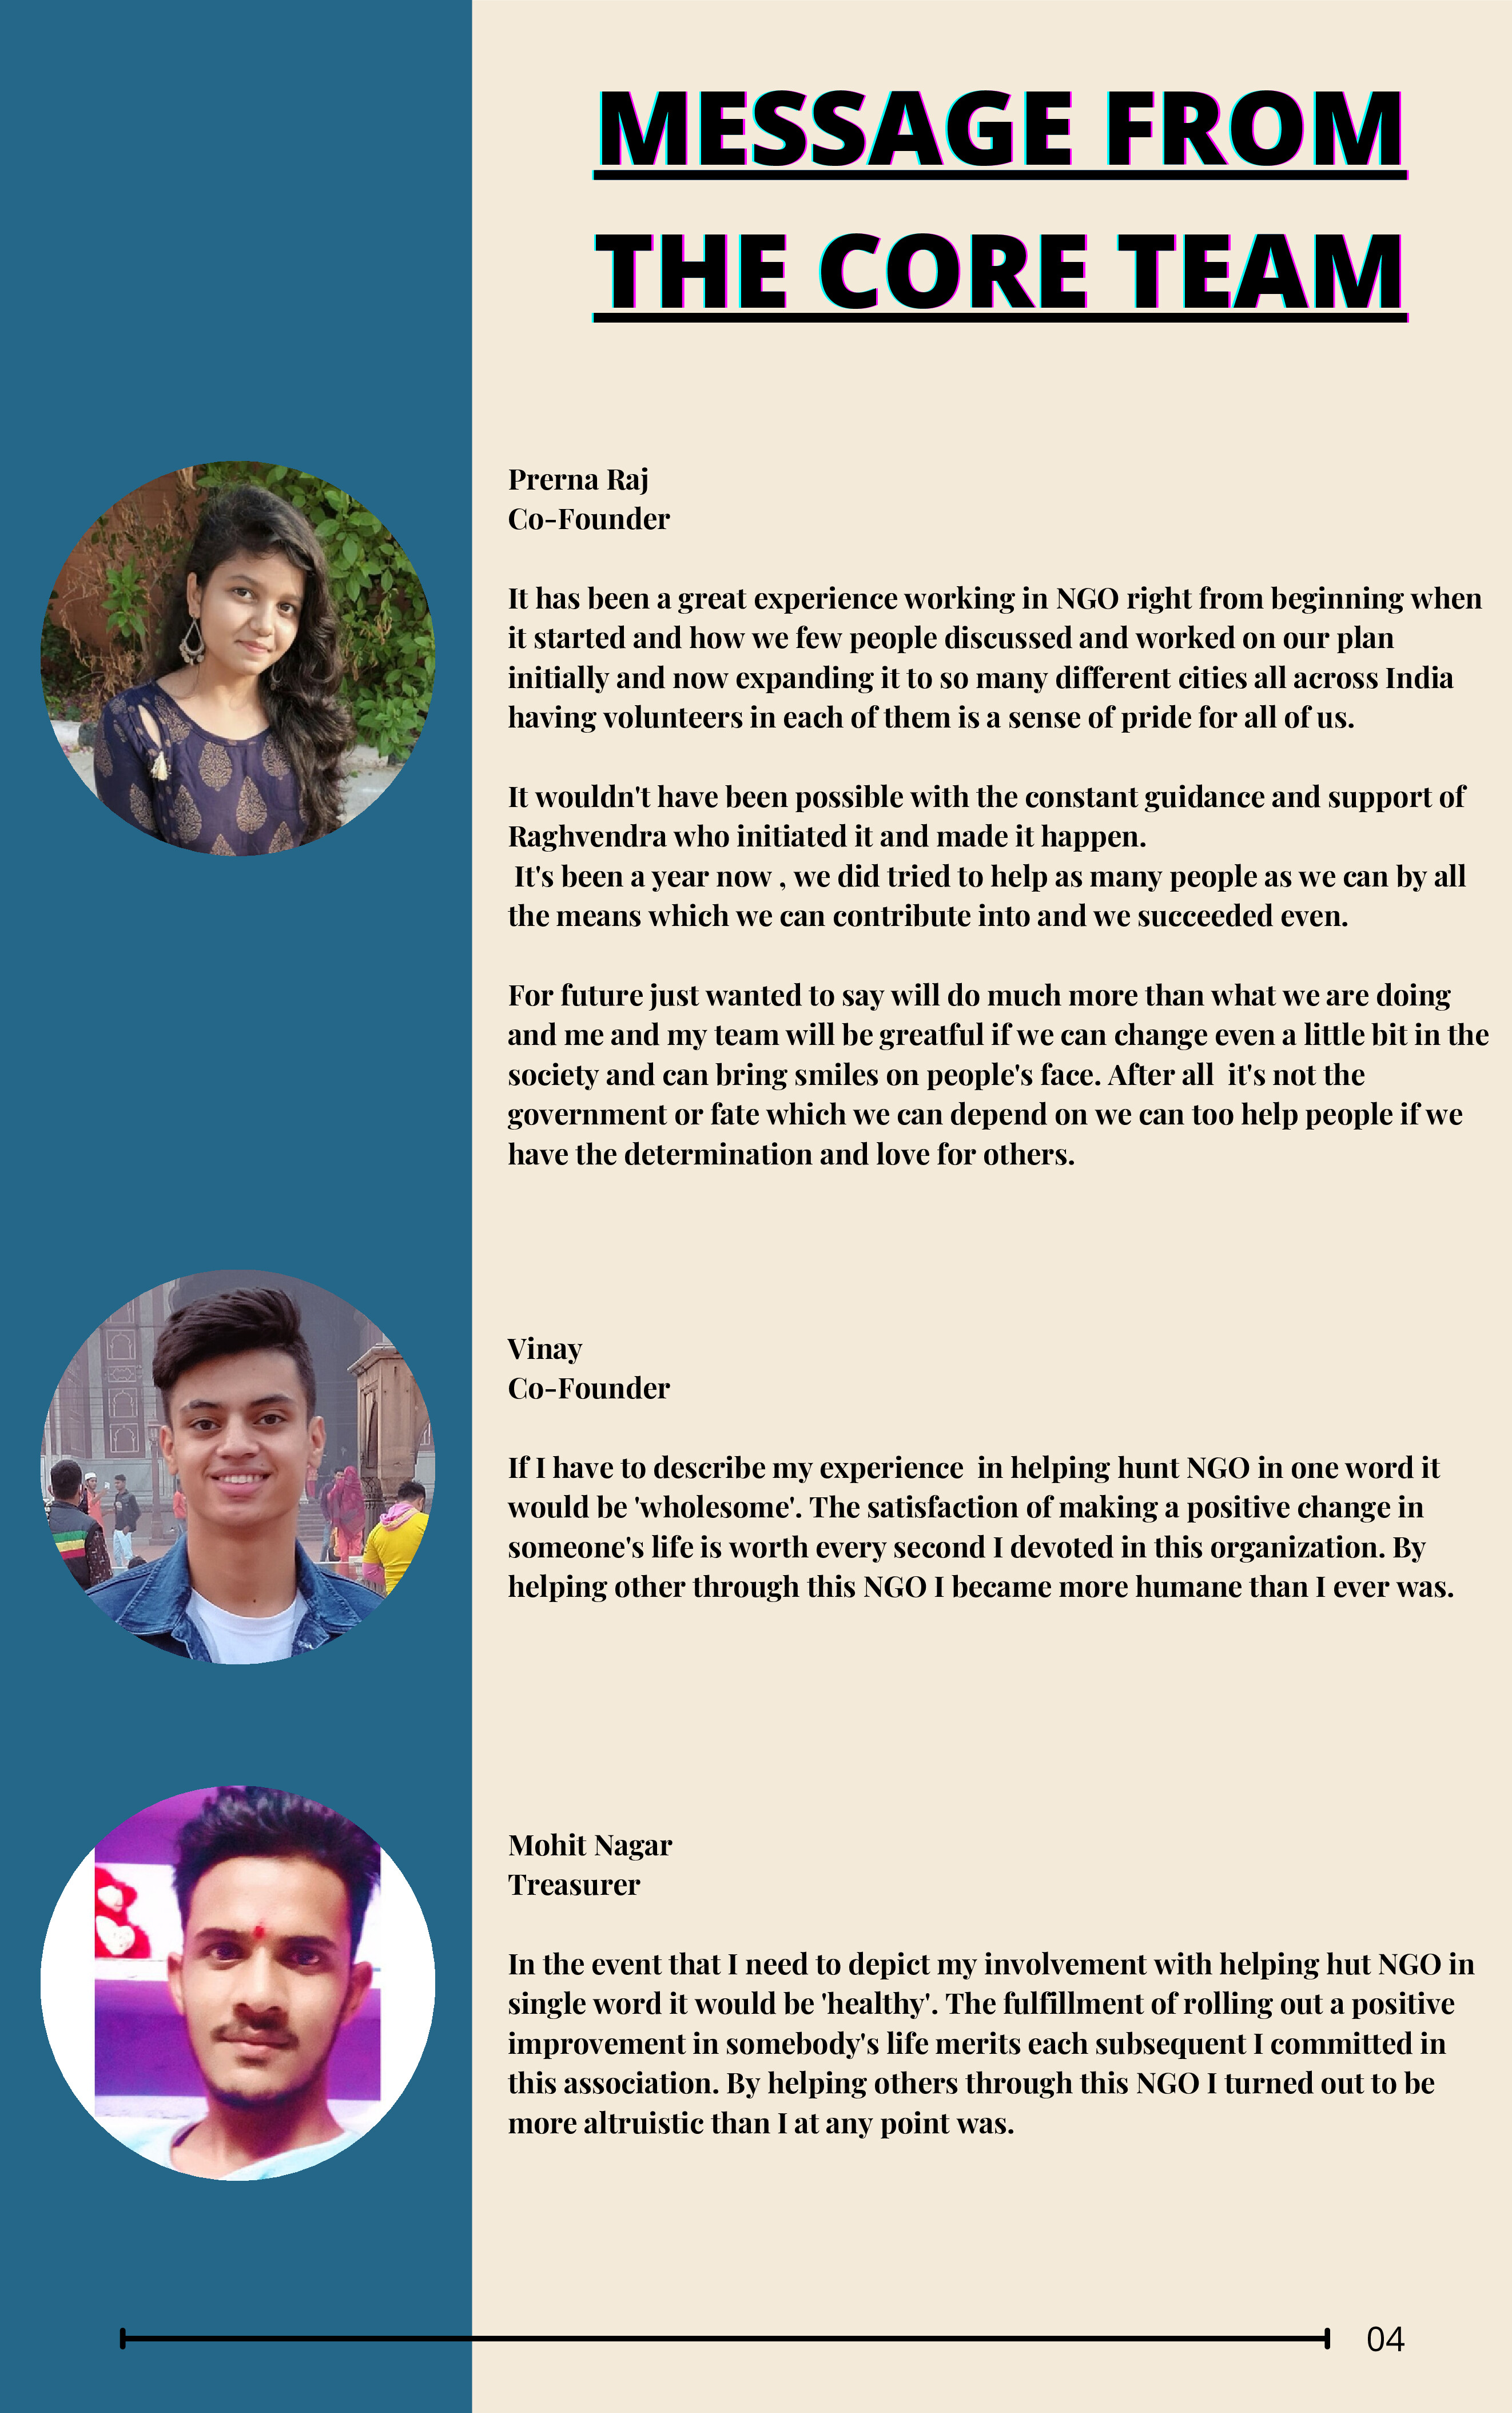 MESSAGE FROM
THE CORE TEAM
Prerna Raj
Co-Founder
It has been a great experience working in NGO right from beginning when
it started and how we few people discussed and worked on our plan
initially and now expanding it to so many different cities all across India
having volunteers in each of them is a sense of pride for all of us.
It wouldn't have been possible with the constant guidance and support of
Raghvendra who initiated it and made it happen.
It's been a year now , we did tried to help as many people as we can by all
the means which we can contribute into and we succeeded even.
For future just wanted to say will do much more than what we are doing
and me and my team will be greatful if we can change even a little bit in the
society and can bring smiles on people's face. After all  it's not the
government or fate which we can depend on we can too help people if we
have the determination and love for others.
Vinay
Co-Founder
If I have to describe my experience  in helping hunt NGO in one word it
would be 'wholesome'. The satisfaction of making a positive change in
someone's life is worth every second I devoted in this organization. By
helping other through this NGO I became more humane than I ever was.
Mohit Nagar
Treasurer
In the event that I need to depict my involvement with helping hut NGO in
single word it would be 'healthy'. The fulfillment of rolling out a positive
improvement in somebody's life merits each subsequent I committed in
this association. By helping others through this NGO I turned out to be
more altruistic than I at any point was.
04